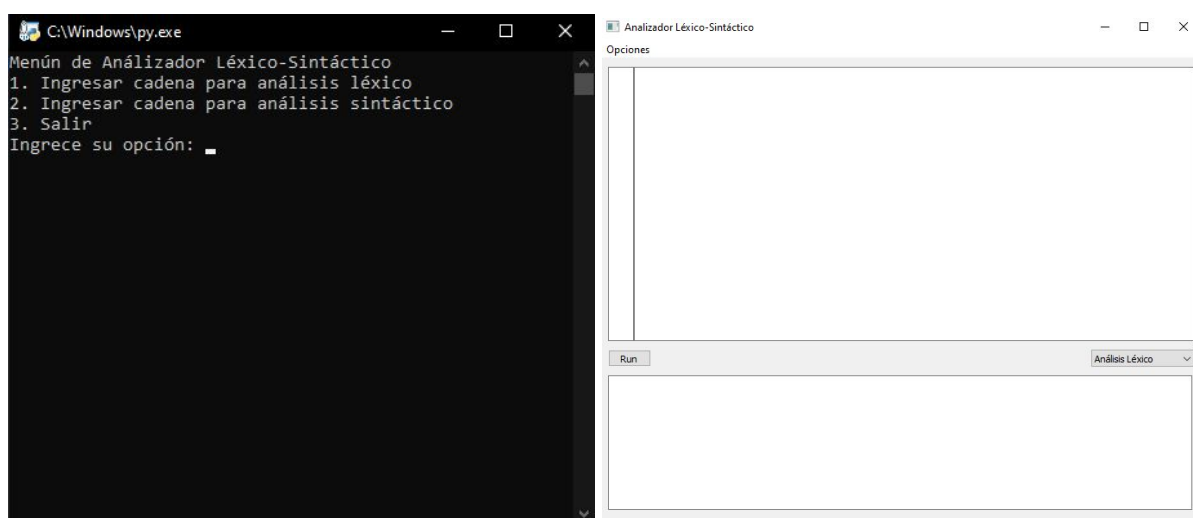 C:\Windows\py.exe
Menún de Análizador Léxico-Sintáctico
1. Ingresar cadena para análisis léxico
2. Ingresar cadena para análisis sintáctico
3. Salir
Ingrece su opción:
Analizador Léxico-Sintáctico
Opciones
Run
Análisis Léxico